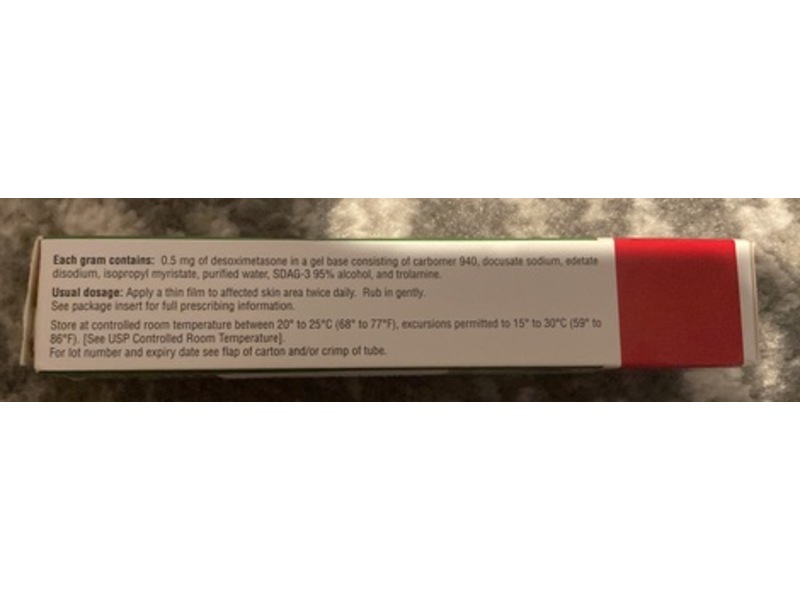 Each gram contains: 0.5 mg of desoximetasone in a gel base consisting of carbomer 940, docusate sodium, edetate
disodium, isopropyl myristate, purified water, SDAG-3 95% alcohol, and trolamine.
Usual dosage: Apply a thin film to affected skin area twice daily. Rub in gently.
See package insert for full prescribing information.
Store at controlled room temperature between 20° to 25°C (68° to 77°F), excursions permitted to 15° to 30°C (59° to
86°F). [See USP Controlled Room Temperature].
For lot number and expiry date see flap of carton and/or crimp of tube.